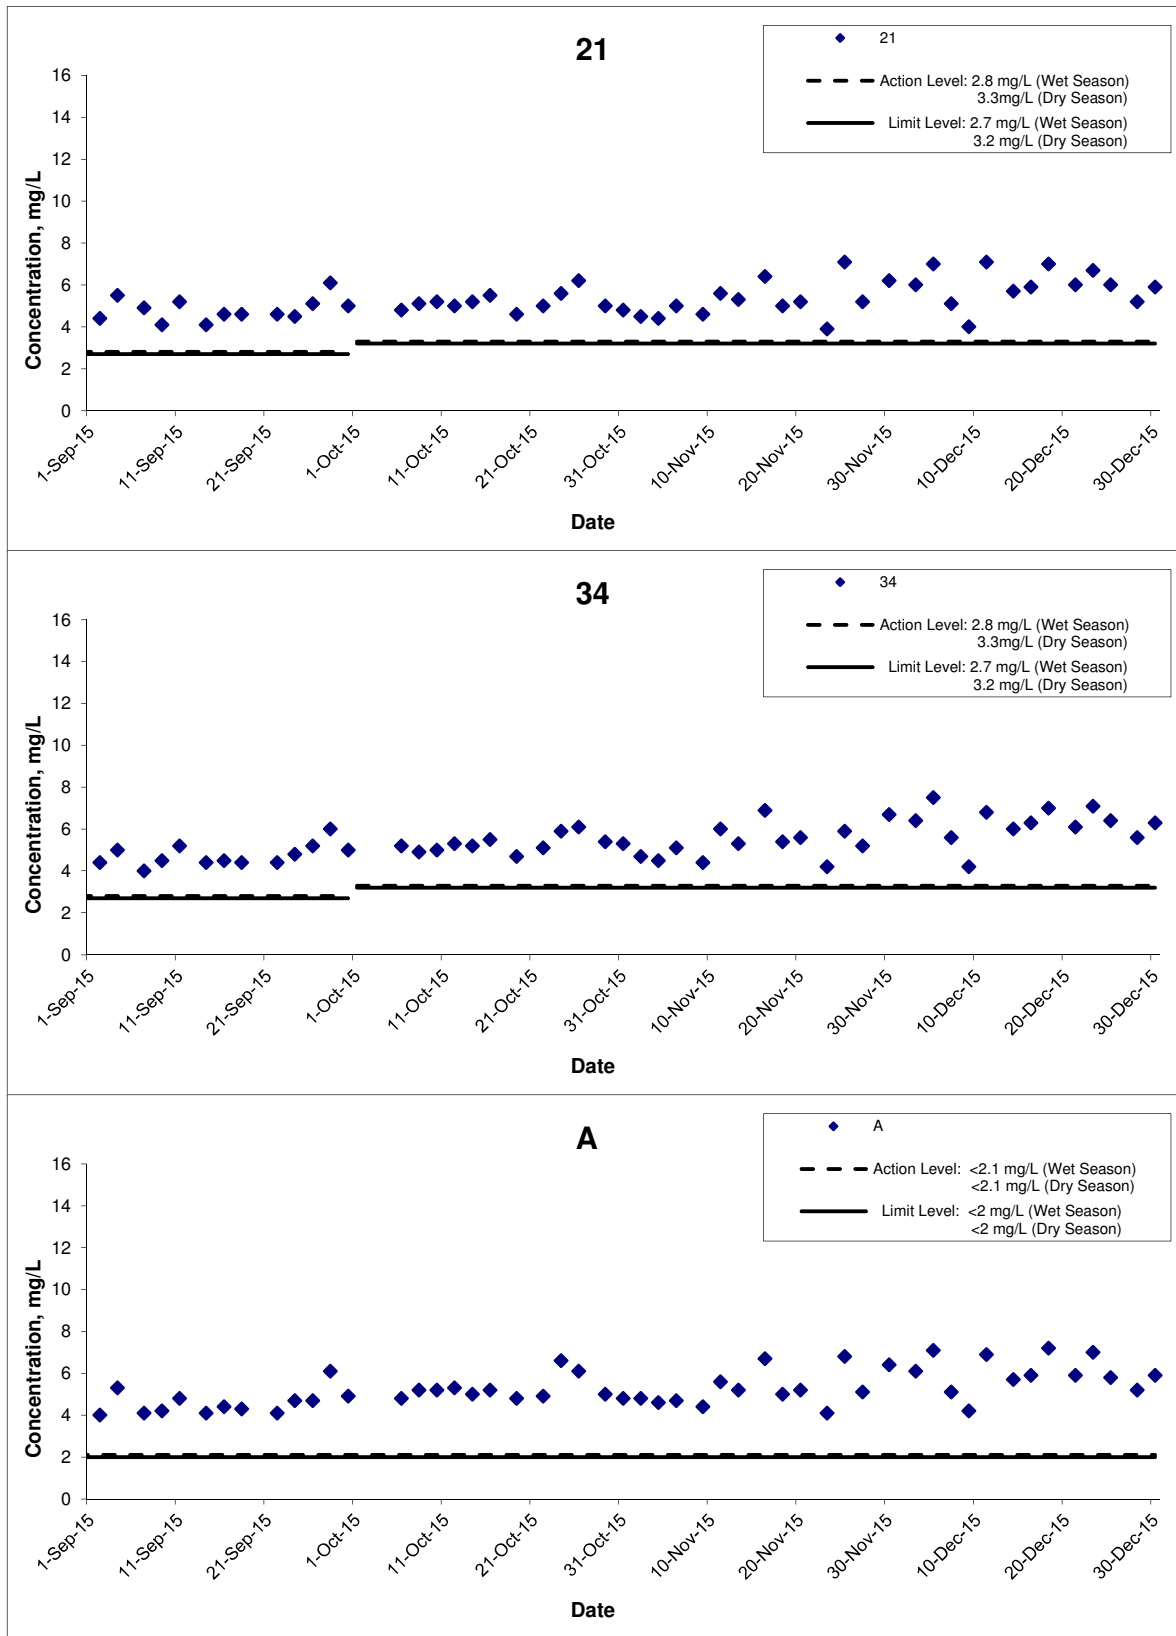 21
21
Action Level: 2.8 mg/L (Wet Season)
3.3mg/L (Dry Season)
Limit Level: 2.7 mg/L (Wet Season)
3.2 mg/L (Dry Season)
Concentration, mg/L
16
14
12
10
8
6
4
2
0
1-Sep-15
11-Sep-15
21-Sep-15
1-Oct-15
11-Oct-15
21-Oct-15
31-Oct-15
10-Nov-15
20-Nov-15
30-Nov-15
10-Dec-15
20-Dec-15
30-Dec-15
Date
34
34
Action Level: 2.8 mg/L (Wet Season)
3.3mg/L (Dry Season)
Limit Level: 2.7 mg/L (Wet Season)
3.2 mg/L (Dry Season)
Concentration, mg/L
16
14
12
10
8
6
4
2
0
1-Sep-15
11-Sep-15
21-Sep-15
1-Oct-15
11-Oct-15
21-Oct-15
31-Oct-15
10-Nov-15
20-Nov-15
30-Nov-15
10-Dec-15
20-Dec-15
30-Dec-15
Date
A
A
Action Level: <2.1 mg/L (Wet Season)
<2.1 mg/L (Dry Season)
Limit Level: <2 mg/L (Wet Season)
<2 mg/L (Dry Season)
Concentration, mg/L
16
14
12
10
8
6
4
2
0
1-Sep-15
11-Sep-15
21-Sep-15
1-Oct-15
11-Oct-15
21-Oct-15
31-Oct-15
10-Nov-15
20-Nov-15
30-Nov-15
10-Dec-15
20-Dec-15
30-Dec-15
Date